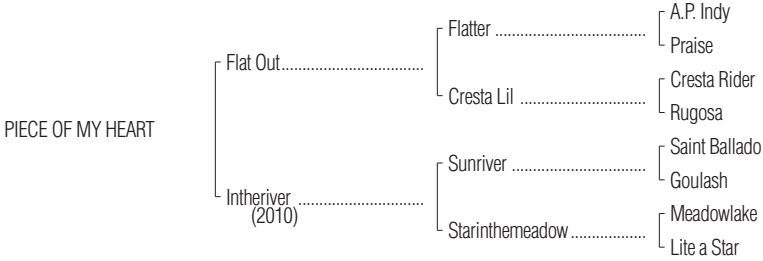 A.P. Indy
Flatter ....................................
Praise
Flat Out..................................
Cresta Rider
Cresta Lil ..............................
Rugosa
PIECE OF MY HEART
Saint Ballado
Sunriver ................................
Goulash
Intheriver ..............................
(2010)
Meadowlake
Starinthemeadow..................
Lite a Star